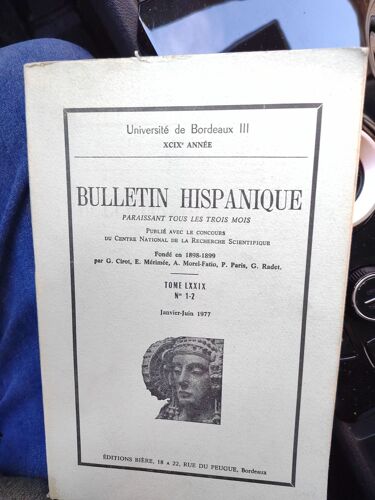 Université de Bordeaux III
XCIXᵉ ANNÉE
BULLETIN HISPANIQUE
PARAISSANT TOUS LES TROIS MOIS
PUBLIÉ AVEC LE CONCOURS
DU CENTRE NATIONAL DE LA RECHERCHE SCIENTIFIQUE
Fondé en 1898-1899
par G. Cirot, E. Mérimée, A. Morel-Fatio, P. Paris, G. Radet.
TOME LXXIX
Nᵒˢ 1-2
Janvier-Juin 1977
ÉDITIONS BIÈRE, 18 A 22, RUE DU PEUGUE, Bordeaux